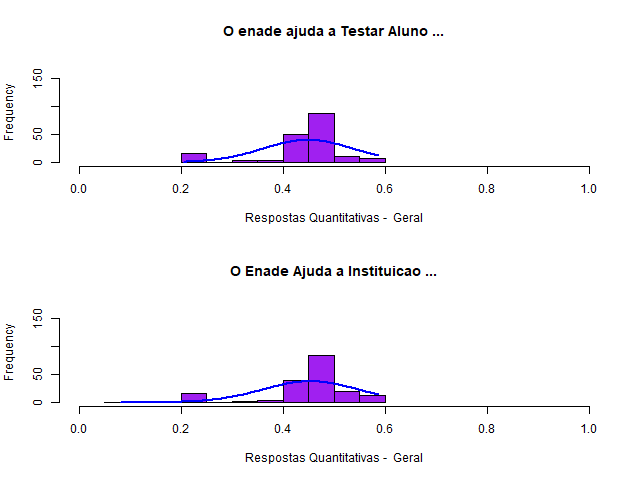 O enade ajuda a Testar Aluno ...
Frequency
150
50
0
0.0 0.2 0.4 0.6 0.8 1.0
Respostas Quantitativas - Geral
O Enade Ajuda a Instituicao ...
Frequency
150
50
0
0.0 0.2 0.4 0.6 0.8 1.0
Respostas Quantitativas - Geral